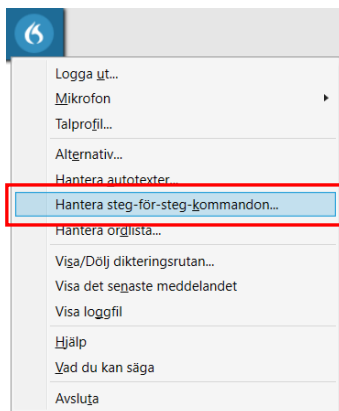 Logga ut...
Mikrofon
Talprofil...
Alternativ...
Hantera autotexter...
Hantera steg-för-steg-kommandon...
Hantera ordlista...
Visa/Dölj dikteringsrutan...
Visa det senaste meddelandet
Visa loggfil
Hjälp
Vad du kan säga
Avsluta